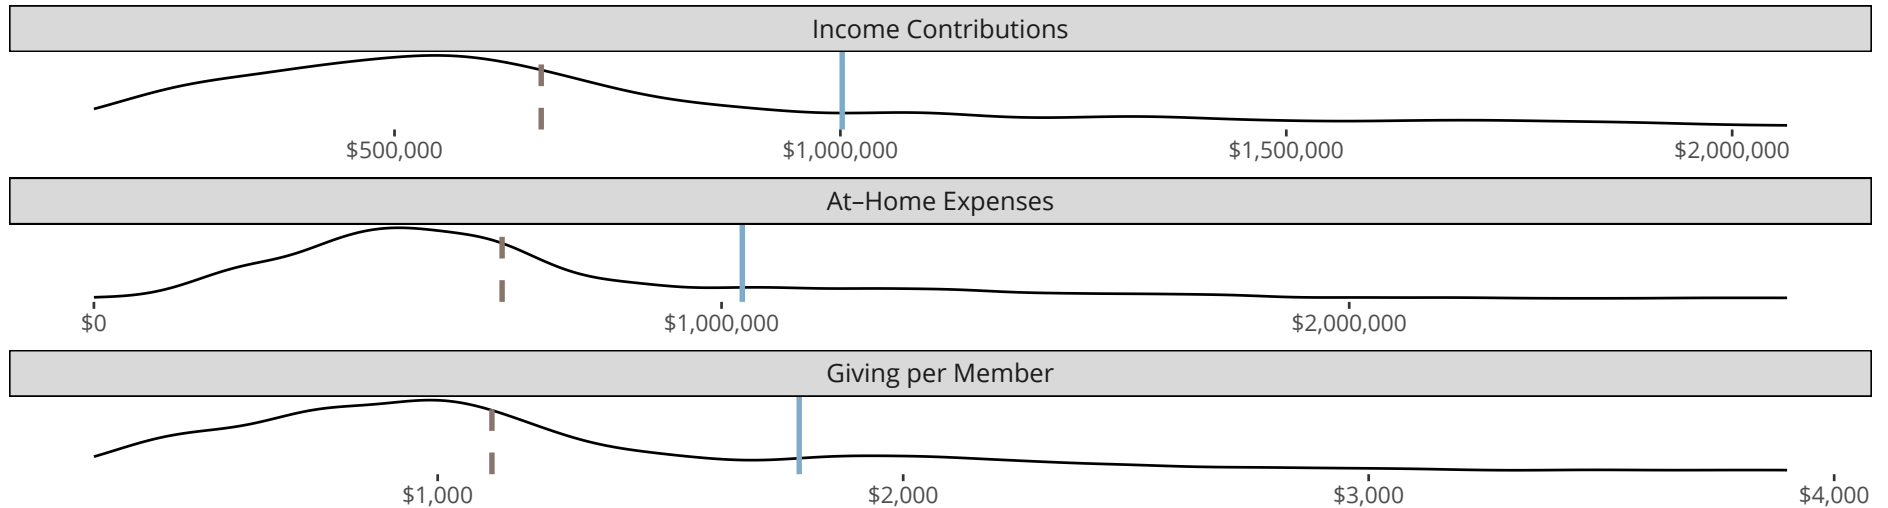 Income Contributions
$500,000 $1,000,000 $1,500,000 $2,000,000
At–Home Expenses
$0 $1,000,000 $2,000,000
Giving per Member
$1,000 $2,000 $3,000 $4,000